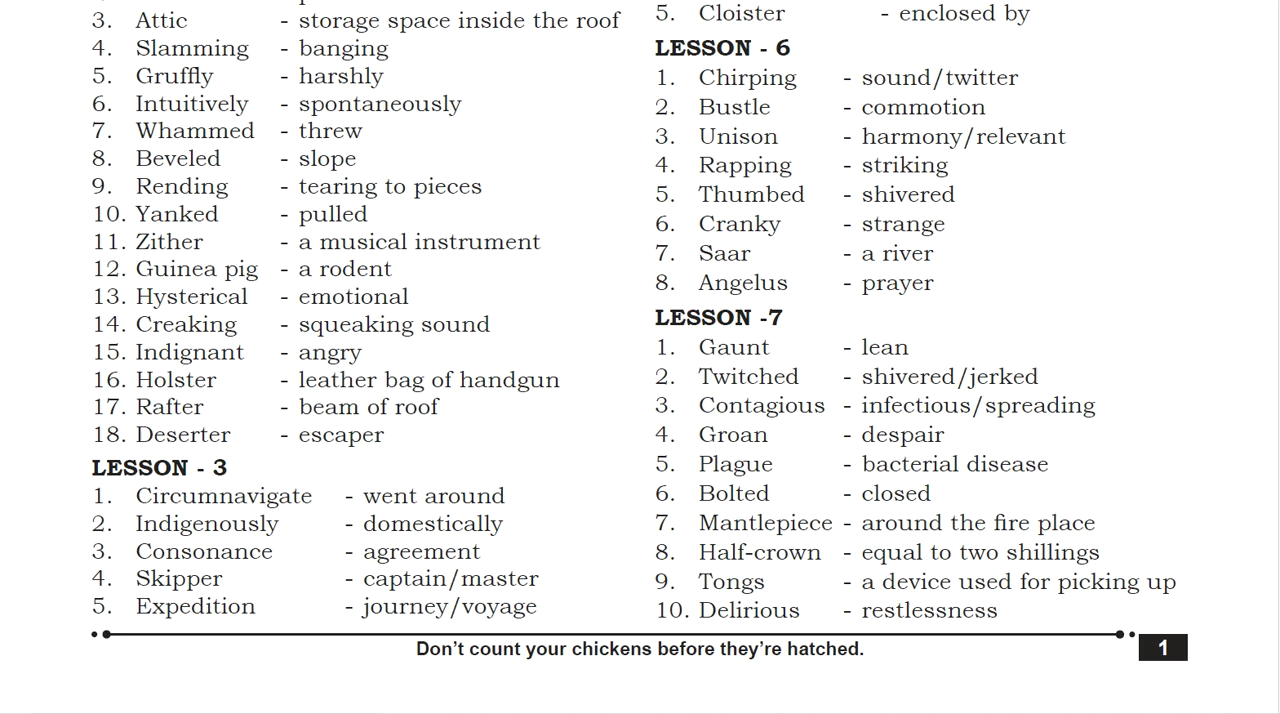 3. Attic - storage space inside the roof
4. Slamming - banging
5. Gruffly - harshly
6. Intuitively - spontaneously
7. Whammed - threw
8. Beveled - slope
9. Rending - tearing to pieces
10. Yanked - pulled
11. Zither - a musical instrument
12. Guinea pig - a rodent
13. Hysterical - emotional
14. Creaking - squeaking sound
15. Indignant - angry
16. Holster - leather bag of handgun
17. Rafter - beam of roof
18. Deserter - escaper
LESSON - 3
1. Circumnavigate - went around
2. Indigenously - domestically
3. Consonance - agreement
4. Skipper - captain/master
5. Expedition - journey/voyage
5. Cloister - enclosed by
LESSON - 6
1. Chirping - sound/twitter
2. Bustle - commotion
3. Unison - harmony/relevant
4. Rapping - striking
5. Thumbed - shivered
6. Cranky - strange
7. Saar - a river
8. Angelus - prayer
LESSON -7
1. Gaunt - lean
2. Twitched - shivered/jerked
3. Contagious - infectious/spreading
4. Groan - despair
5. Plague - bacterial disease
6. Bolted - closed
7. Mantlepiece - around the fire place
8. Half-crown - equal to two shillings
9. Tongs - a device used for picking up
10. Delirious - restlessness
Don't count your chickens before they're hatched.
1